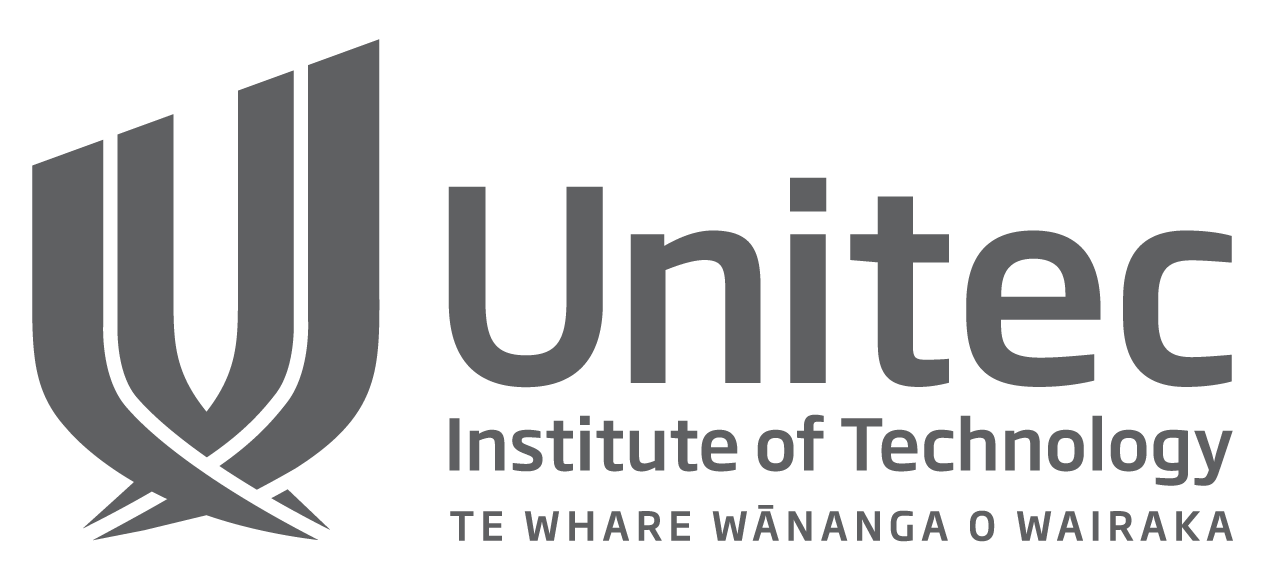 Unitec
Institute of Technology
TE WHARE WĀNANGA O WAIRAKA